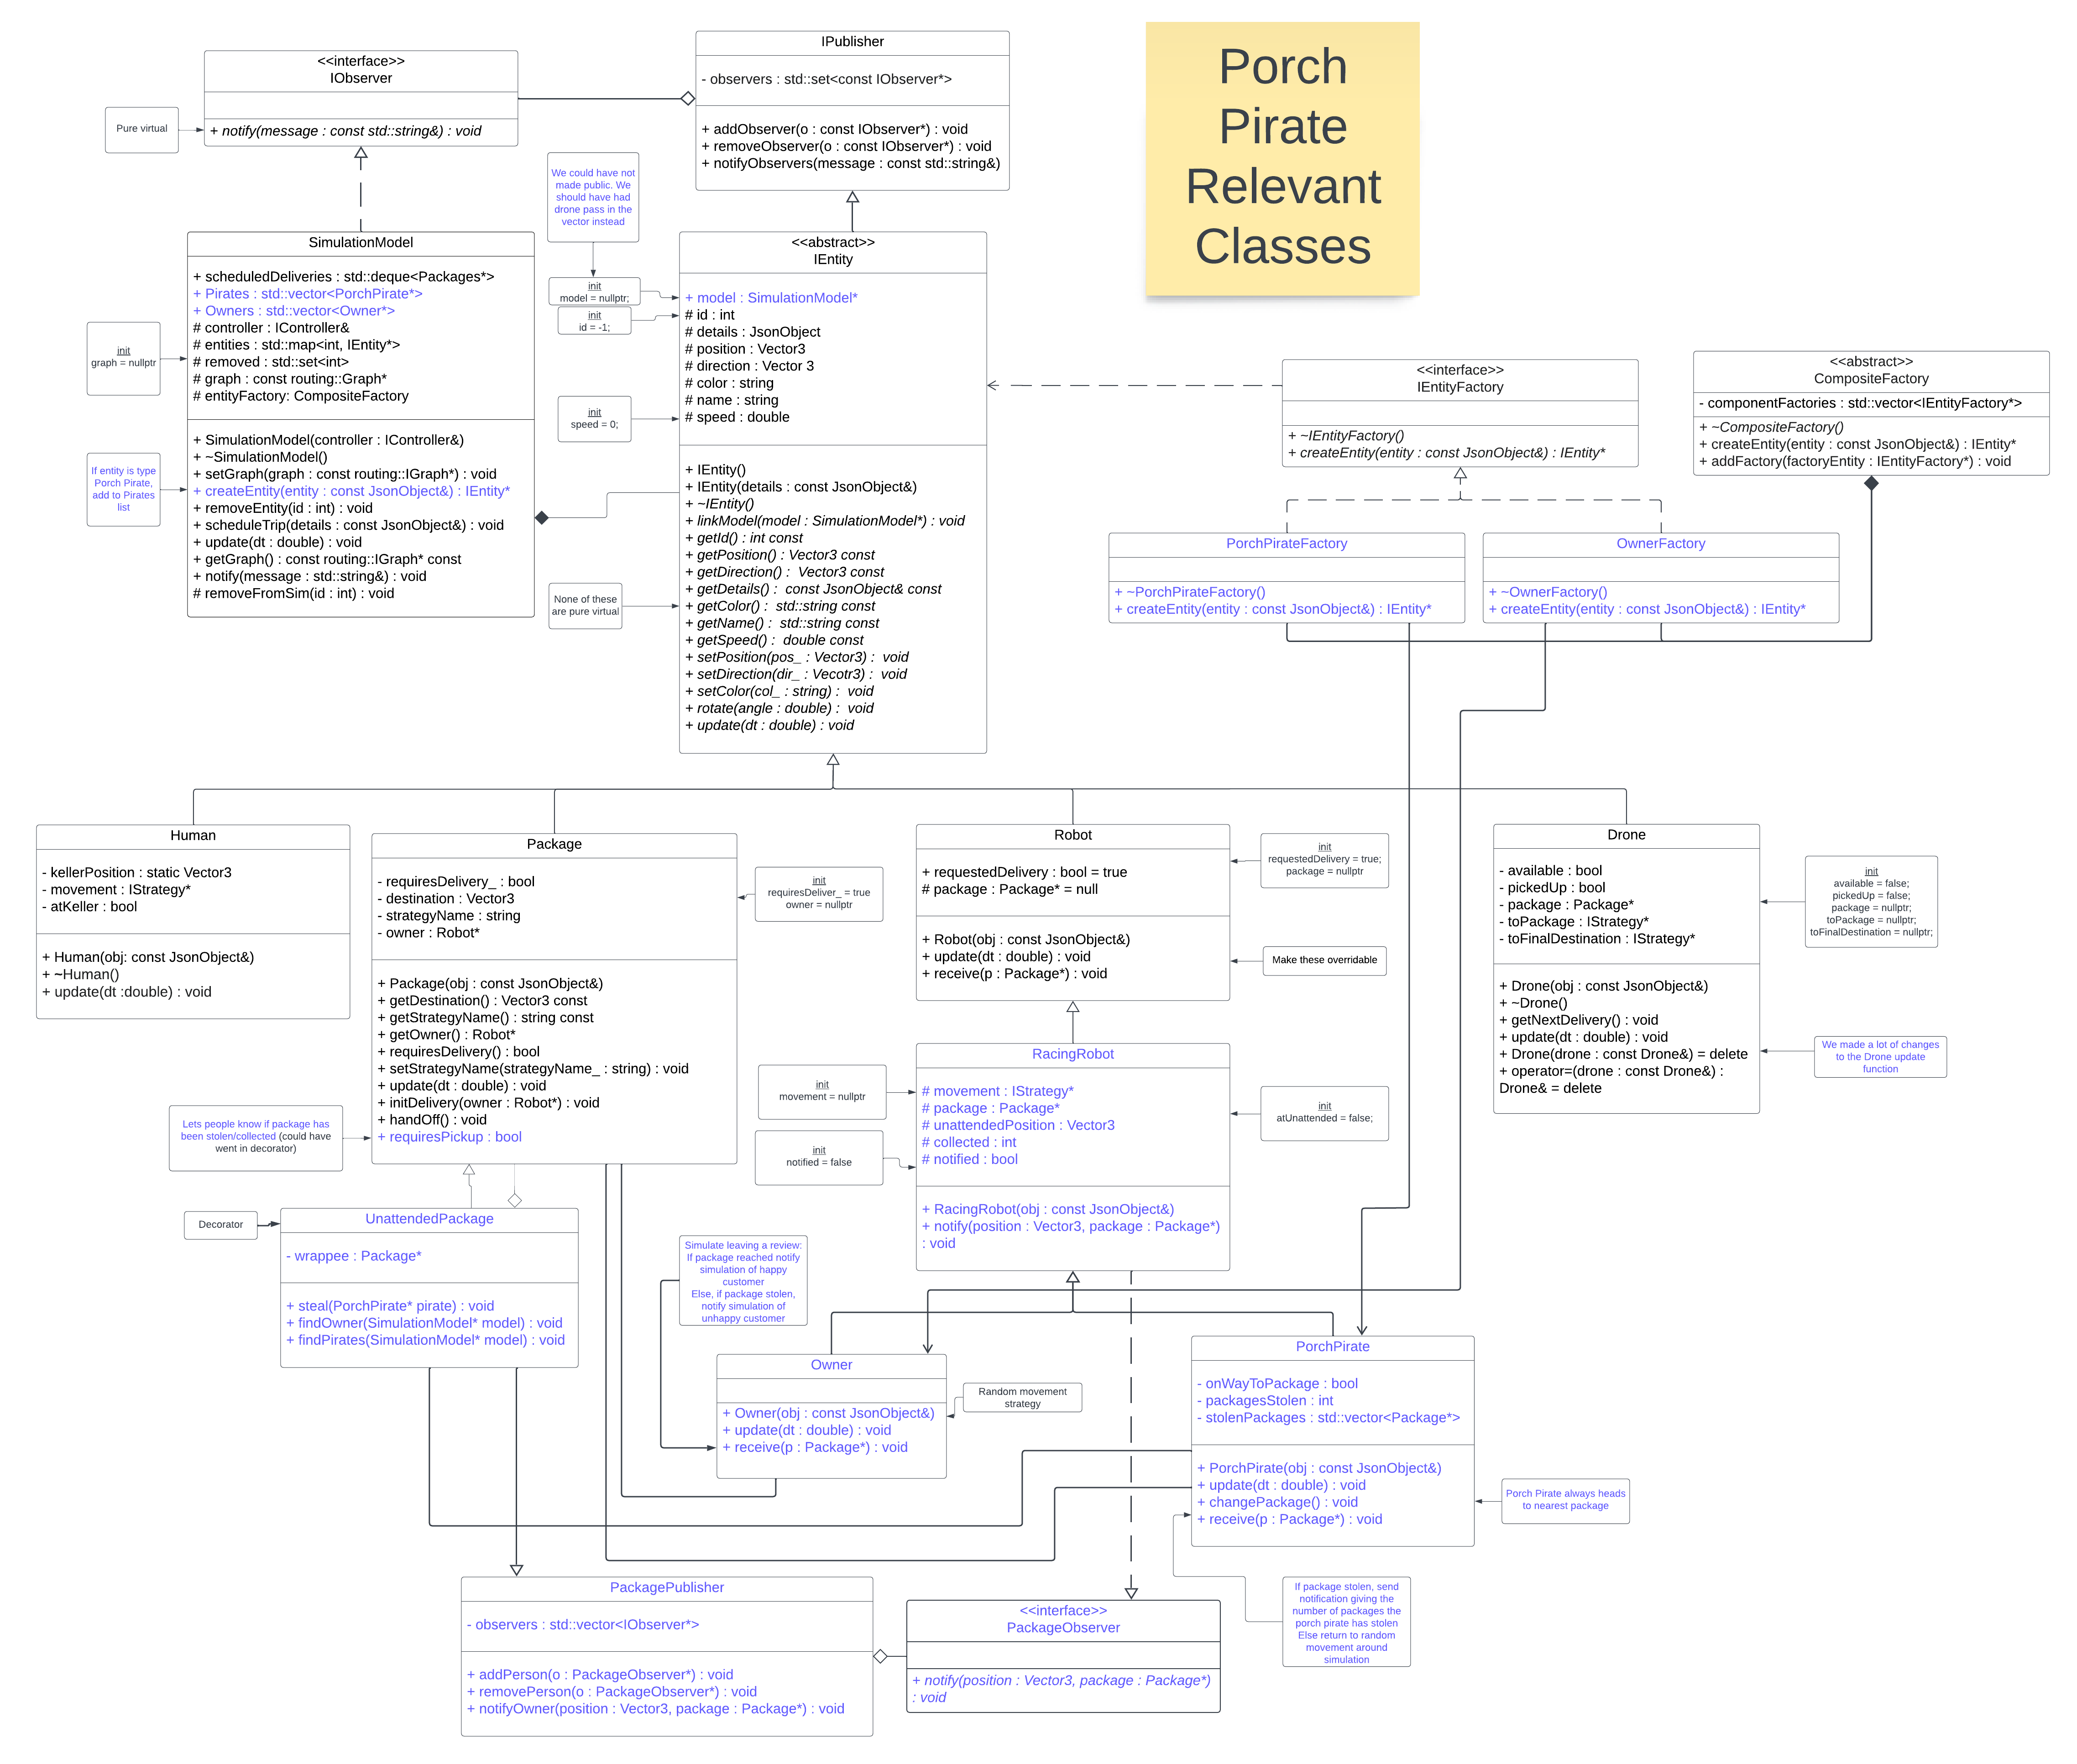 <<interface>>
IObserver
+ notify(message : const std::string&) : void
Pure virtual
IPublisher
- observers : std::set<const IObserver*>
+ addObserver(o : const IObserver*) : void
+ removeObserver(o : const IObserver*) : void
+ notifyObservers(message : const std::string&)
Porch
Pirate
Relevant
Classes
We could have not
made public. We
should have had
drone pass in the
vector instead
SimulationModel
+ scheduledDeliveries : std::deque<Packages*>
+ Pirates : std::vector<PorchPirate*>
+ Owners : std::vector<Owner*>
# controller : IController&
# entities : std::map<int, IEntity*>
# removed : std::set<int>
# graph : const routing::Graph*
# entityFactory: CompositeFactory
+ SimulationModel(controller : IController&)
+ ~SimulationModel()
+ setGraph(graph : const routing::IGraph*) : void
+ createEntity(entity : const JsonObject&) : IEntity*
+ removeEntity(id : int) : void
+ scheduleTrip(details : const JsonObject&) : void
+ update(dt : double) : void
+ getGraph() : const routing::IGraph* const
+ notify(message : std::string&) : void
# removeFromSim(id : int) : void
init
graph = nullptr
If entity is type
Porch Pirate,
add to Pirates
list
init
model = nullptr;
init
id = -1;
init
speed = 0;
None of these
are pure virtual
<<abstract>>
IEntity
+ model : SimulationModel*
# id : int
# details : JsonObject
# position : Vector3
# direction : Vector 3
# color : string
# name : string
# speed : double
+ IEntity()
+ IEntity(details : const JsonObject&)
+ ~IEntity()
+ linkModel(model : SimulationModel*) : void
+ getId() : int const
+ getPosition() : Vector3 const
+ getDirection() :  Vector3 const
+ getDetails() :  const JsonObject& const
+ getColor() :  std::string const
+ getName() :  std::string const
+ getSpeed() :  double const
+ setPosition(pos_ : Vector3) :  void
+ setDirection(dir_ : Vecotr3) :  void
+ setColor(col_ : string) :  void
+ rotate(angle : double) :  void
+ update(dt : double) : void
<<interface>>
IEntityFactory
+ ~IEntityFactory()
+ createEntity(entity : const JsonObject&) : IEntity*
<<abstract>>
CompositeFactory
- componentFactories : std::vector<IEntityFactory*>
+ ~CompositeFactory()
+ createEntity(entity : const JsonObject&) : IEntity*
+ addFactory(factoryEntity : IEntityFactory*) : void
PorchPirateFactory
+ ~PorchPirateFactory()
+ createEntity(entity : const JsonObject&) : IEntity*
OwnerFactory
+ ~OwnerFactory()
+ createEntity(entity : const JsonObject&) : IEntity*
Human
- kellerPosition : static Vector3
- movement : IStrategy*
- atKeller : bool
+ Human(obj: const JsonObject&)
+ ~Human()
+ update(dt :double) : void
Package
- requiresDelivery_ : bool
- destination : Vector3
- strategyName : string
- owner : Robot*
+ Package(obj : const JsonObject&)
+ getDestination() : Vector3 const
+ getStrategyName() : string const
+ getOwner() : Robot*
+ requiresDelivery() : bool
+ setStrategyName(strategyName_ : string) : void
+ update(dt : double) : void
+ initDelivery(owner : Robot*) : void
+ handOff() : void
+ requiresPickup : bool
init
requiresDeliver_ = true
owner = nullptr
Robot
+ requestedDelivery : bool = true
# package : Package* = null
+ Robot(obj : const JsonObject&)
+ update(dt : double) : void
+ receive(p : Package*) : void
init
requestedDelivery = true;
package = nullptr
Make these overridable
Drone
- available : bool
- pickedUp : bool
- package : Package*
- toPackage : IStrategy*
- toFinalDestination : IStrategy*
+ Drone(obj : const JsonObject&)
+ ~Drone()
+ getNextDelivery() : void
+ update(dt : double) : void
+ Drone(drone : const Drone&) = delete
+ operator=(drone : const Drone&) :
Drone& = delete
init
available = false;
pickedUp = false;
package = nullptr;
toPackage = nullptr;
toFinalDestination = nullptr;
We made a lot of changes
to the Drone update
function
RacingRobot
# movement : IStrategy*
# package : Package*
# unattendedPosition : Vector3
# collected : int
# notified : bool
+ RacingRobot(obj : const JsonObject&)
+ notify(position : Vector3, package : Package*)
: void
init
movement = nullptr
init
notified = false
init
atUnattended = false;
Lets people know if package has
been stolen/collected (could have
went in decorator)
Decorator
UnattendedPackage
- wrappee : Package*
+ steal(PorchPirate* pirate) : void
+ findOwner(SimulationModel* model) : void
+ findPirates(SimulationModel* model) : void
Simulate leaving a review:
If package reached notify
simulation of happy
customer
Else, if package stolen,
notify simulation of
unhappy customer
Owner
+ Owner(obj : const JsonObject&)
+ update(dt : double) : void
+ receive(p : Package*) : void
Random movement
strategy
PorchPirate
- onWayToPackage : bool
- packagesStolen : int
- stolenPackages : std::vector<Package*>
+ PorchPirate(obj : const JsonObject&)
+ update(dt : double) : void
+ changePackage() : void
+ receive(p : Package*) : void
Porch Pirate always heads
to nearest package
PackagePublisher
- observers : std::vector<IObserver*>
+ addPerson(o : PackageObserver*) : void
+ removePerson(o : PackageObserver*) : void
+ notifyOwner(position : Vector3, package : Package*) : void
<<interface>>
PackageObserver
+ notify(position : Vector3, package : Package*)
: void
If package stolen, send
notification giving the
number of packages the
porch pirate has stolen
Else return to random
movement around
simulation